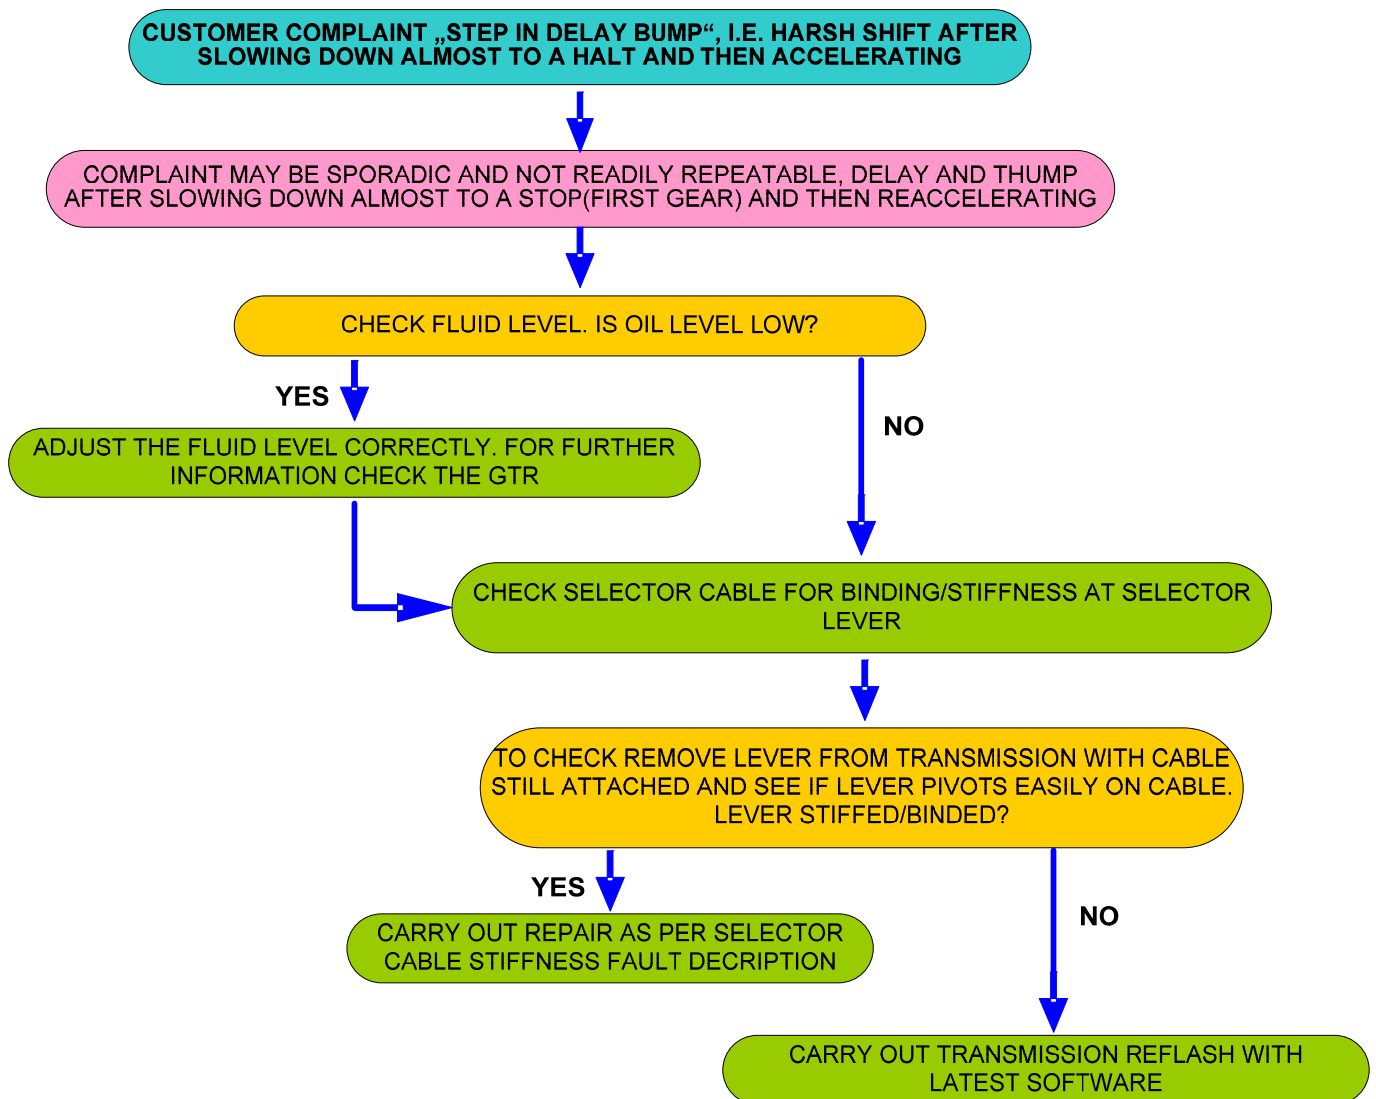 CUSTOMER COMPLAINT „STEP IN DELAY BUMP“, I.E. HARSH SHIFT AFTER
SLOWING DOWN ALMOST TO A HALT AND THEN ACCELERATING
COMPLAINT MAY BE SPORADIC AND NOT READILY REPEATABLE, DELAY AND THUMP
AFTER SLOWING DOWN ALMOST TO A STOP(FIRST GEAR) AND THEN REACCELERATING
CHECK FLUID LEVEL. IS OIL LEVEL LOW?
YES
NO
ADJUST THE FLUID LEVEL CORRECTLY. FOR FURTHER
INFORMATION CHECK THE GTR
CHECK SELECTOR CABLE FOR BINDING/STIFFNESS AT SELECTOR
LEVER
TO CHECK REMOVE LEVER FROM TRANSMISSION WITH CABLE
STILL ATTACHED AND SEE IF LEVER PIVOTS EASILY ON CABLE.
LEVER STIFFED/BINDED?
YES
NO
CARRY OUT REPAIR AS PER SELECTOR
CABLE STIFFNESS FAULT DECRIPTION
CARRY OUT TRANSMISSION REFLASH WITH
LATEST SOFTWARE